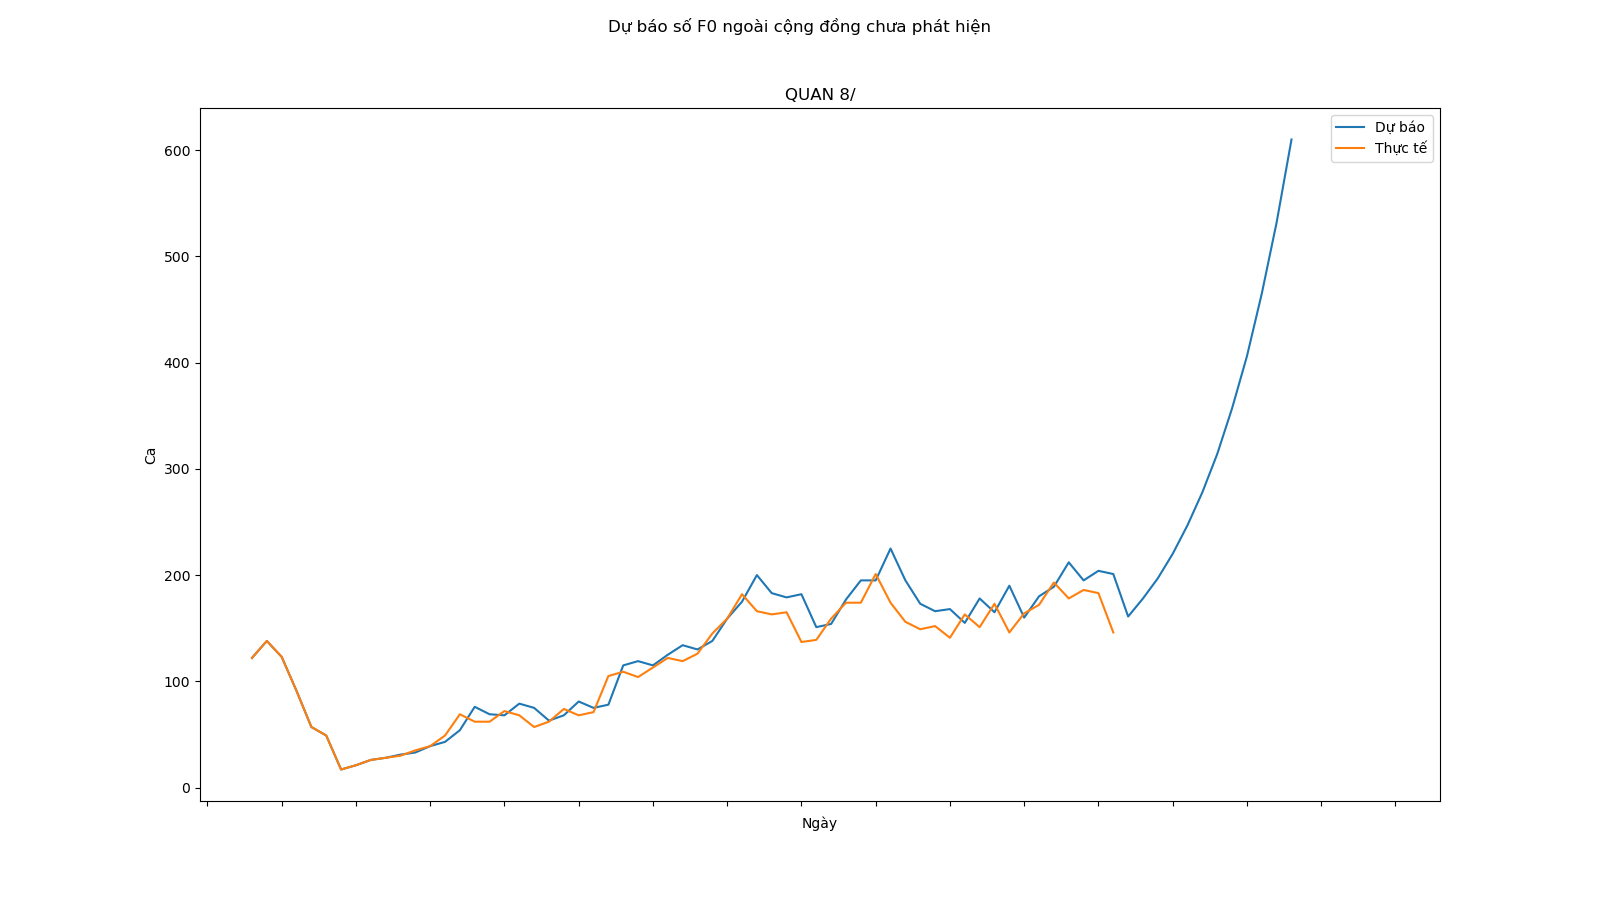 Dự báo số F0 ngoài cộng đồng chưa phát hiện
QUAN 8/
Dự báo
Thực tế
600
500
400
300
200
100
0
Ca
Ngày